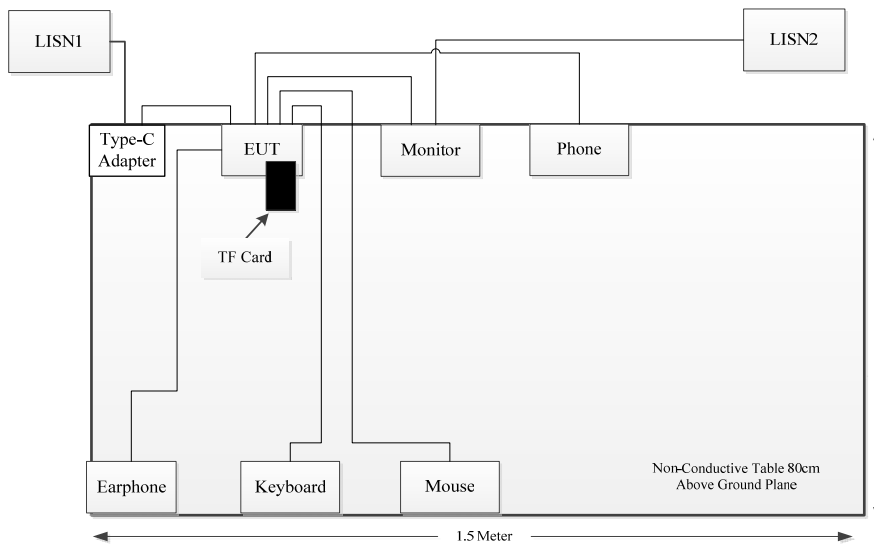 LISN1
LISN2
Type-C
Adapter
EUT
Monitor
Phone
TF Card
Earphone
Keyboard
Mouse
Non-Conductive Table 80cm
Above Ground Plane
1.5 Meter